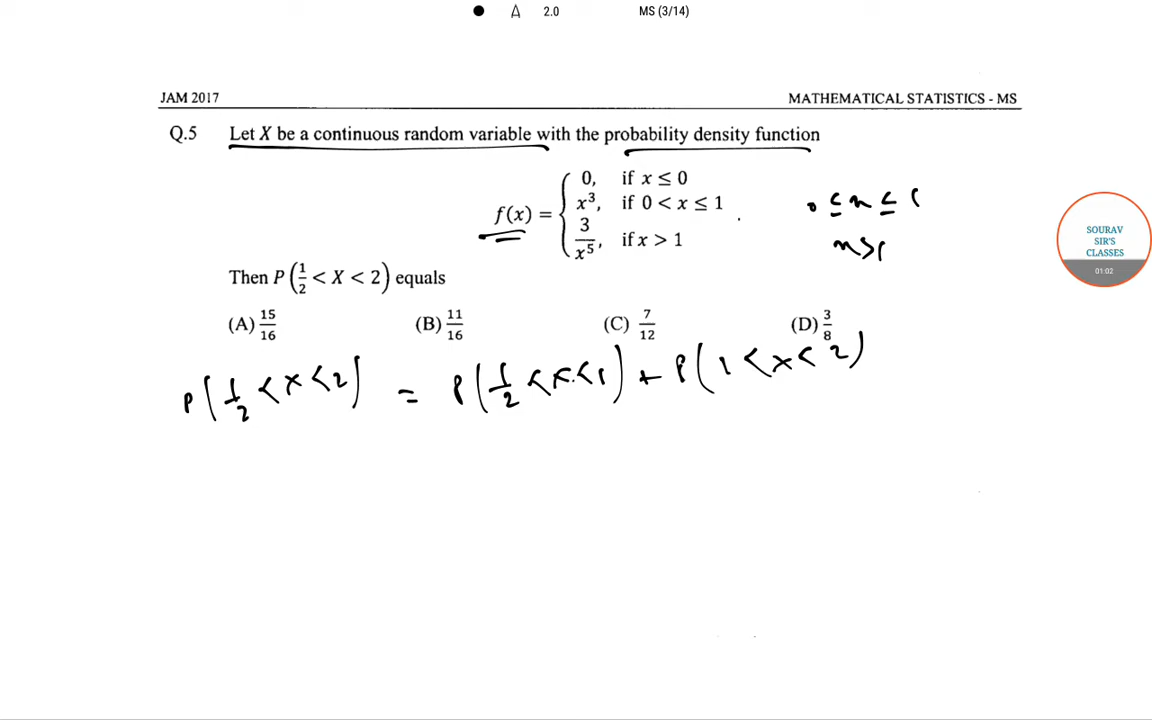 2.0 MS (3/14)
JAM 2017 MATHEMATICAL STATISTICS - MS
Q.5 Let X be a continuous random variable with the probability density function
f(x) = { 0, if x ≤ 0
x³, if 0 < x ≤ 1
3/x⁵, if x > 1
0 ≤ x ≤ 1
x>1
SOURAV
SIR'S
CLASSES
01:02
Then P(1/2 < X < 2) equals
(A) 15/16 (B) 11/16 (C) 7/12 (D) 3/8
P(1/2 < X < 2) = P(1/2 < X < 1) + P(1 < X < 2)